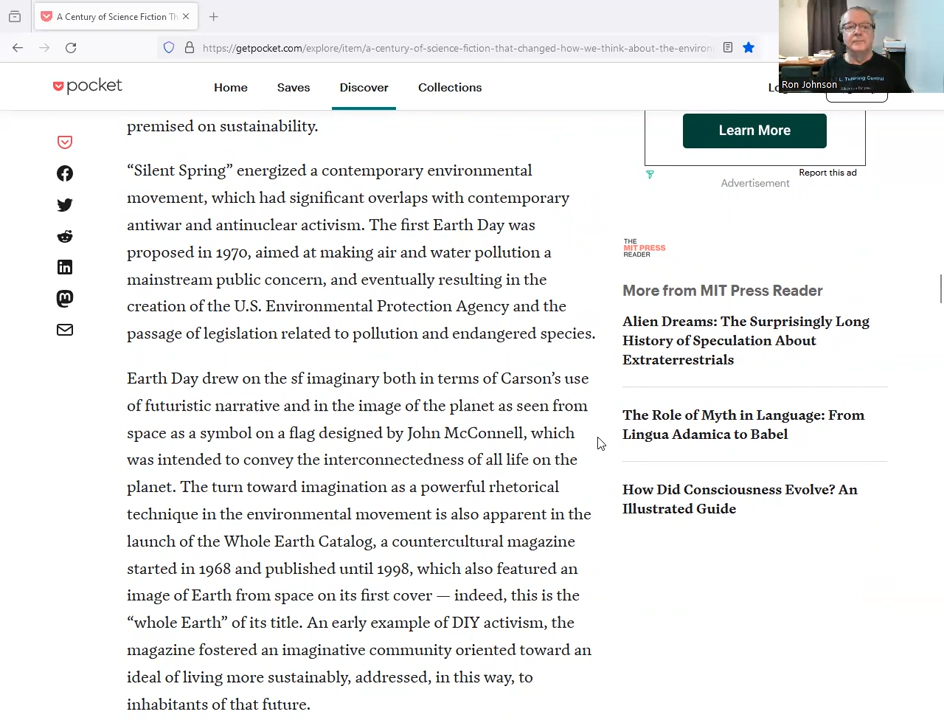 A Century of Science Fiction Th
https://getpocket.com/explore/item/a-century-of-science-fiction-that-changed-how-we-think-about-the-environ
Ron Johnson
pocket
Home
Saves
Discover
Collections
premised on sustainability.
“Silent Spring” energized a contemporary environmental
movement, which had significant overlaps with contemporary
antiwar and antinuclear activism. The first Earth Day was
proposed in 1970, aimed at making air and water pollution a
mainstream public concern, and eventually resulting in the
creation of the U.S. Environmental Protection Agency and the
passage of legislation related to pollution and endangered species.
Earth Day drew on the sf imaginary both in terms of Carson’s use
of futuristic narrative and in the image of the planet as seen from
space as a symbol on a flag designed by John McConnell, which
was intended to convey the interconnectedness of all life on the
planet. The turn toward imagination as a powerful rhetorical
technique in the environmental movement is also apparent in the
launch of the Whole Earth Catalog, a countercultural magazine
started in 1968 and published until 1998, which also featured an
image of Earth from space on its first cover — indeed, this is the
“whole Earth” of its title. An early example of DIY activism, the
magazine fostered an imaginative community oriented toward an
ideal of living more sustainably, addressed, in this way, to
inhabitants of that future.
Learn More
Report this ad
Advertisement
THE
MIT PRESS
READER
More from MIT Press Reader
Alien Dreams: The Surprisingly Long
History of Speculation About
Extraterrestrials
The Role of Myth in Language: From
Lingua Adamica to Babel
How Did Consciousness Evolve? An
Illustrated Guide